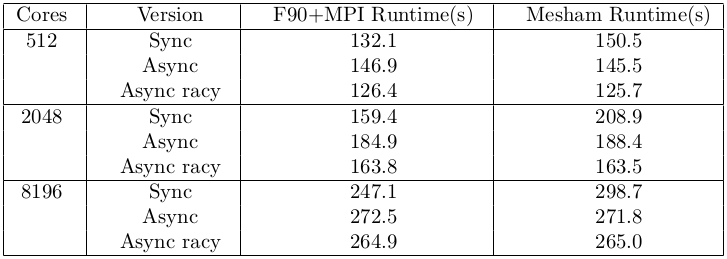 Cores Version F90+MPI Runtime(s) Mesham Runtime(s)
512 Sync 132.1 150.5
Async 146.9 145.5
Async racy 126.4 125.7
2048 Sync 159.4 208.9
Async 184.9 188.4
Async racy 163.8 163.5
8196 Sync 247.1 298.7
Async 272.5 271.8
Async racy 264.9 265.0